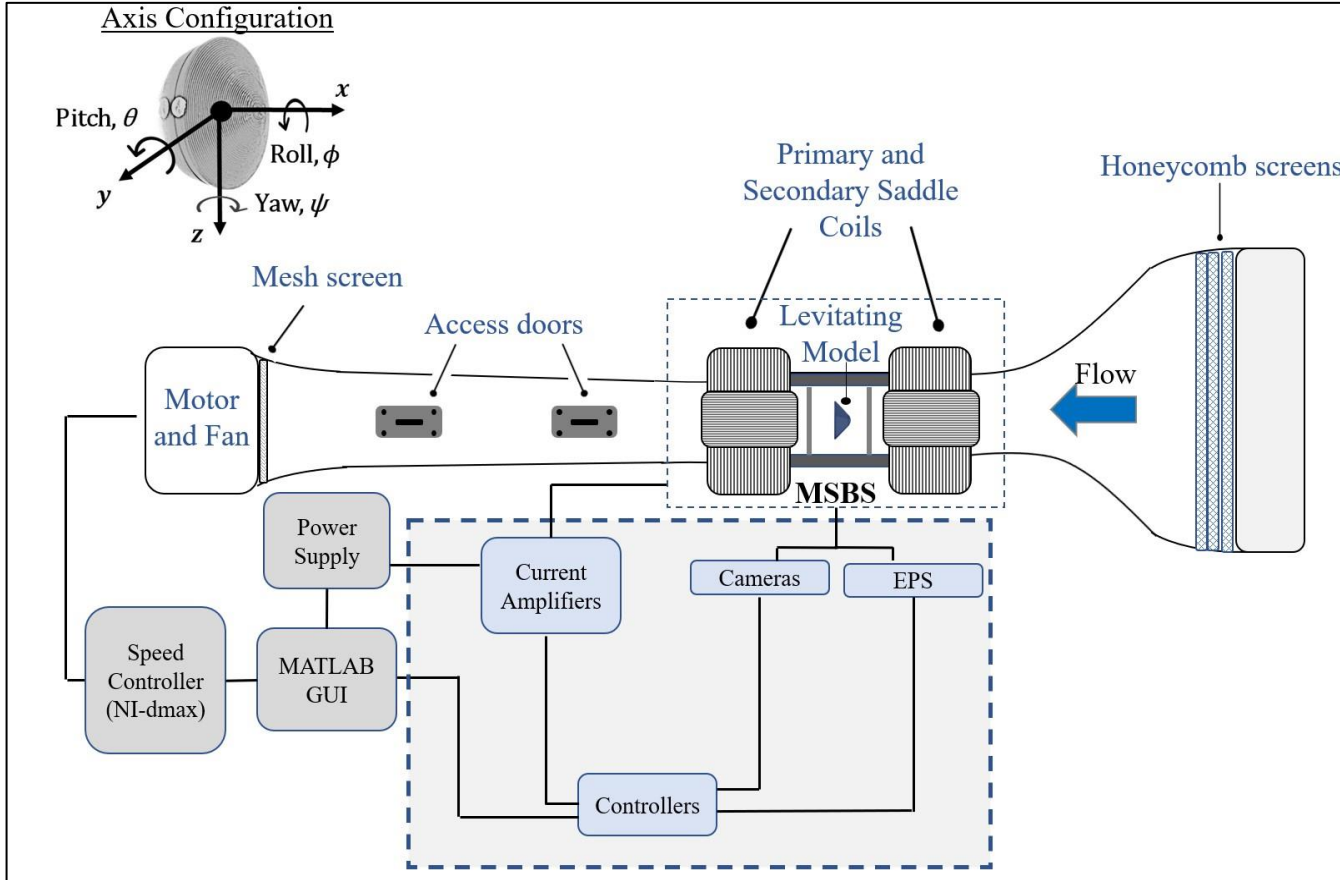 Axis Configuration
x
Pitch, θ
Roll, ϕ
y
Yaw, ψ
z
Primary and
Secondary Saddle
Coils
Honeycomb screens
Mesh screen
Access doors
Levitating
Model
Flow
Motor
and Fan
MSBS
Power
Supply
Current
Amplifiers
Cameras
EPS
Speed
Controller
(NI-dmax)
MATLAB
GUI
Controllers